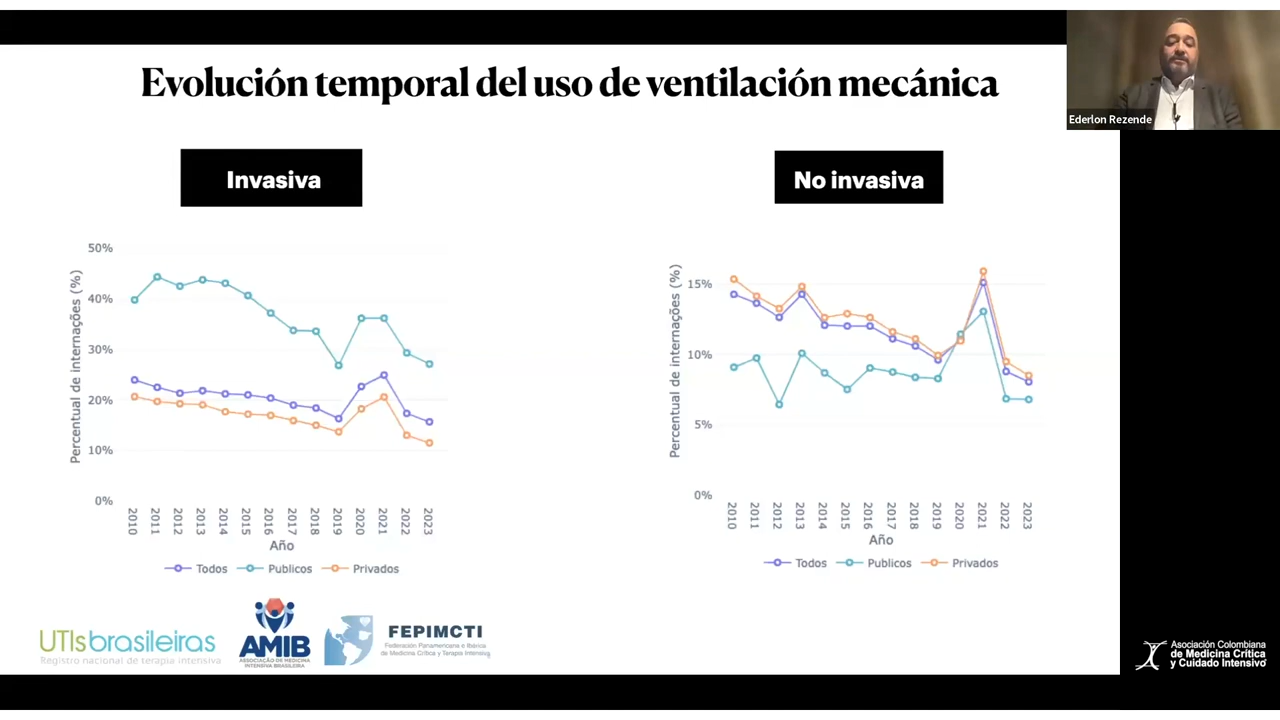 Evolución temporal del uso de ventilación mecánica
Ederlon Rezende
Invasiva
No invasiva
Percentual de internações (%)
50%
40%
30%
20%
10%
0%
2010
2011
2012
2013
2014
2015
2016
2017
2018
2019
2020
2021
2022
2023
Año
Todos
Publicos
Privados
Percentual de internações (%)
15%
10%
5%
0%
2010
2011
2012
2013
2014
2015
2016
2017
2018
2019
2020
2021
2022
2023
Año
Todos
Publicos
Privados
UTIsbrasileiras
Registro nacional de terapia intensiva
AMIB
ASSOCIAÇÃO DE MEDICINA
INTENSIVA BRASILEIRA
FEPIMCTI
Federación Panamericana e Ibérica
de Medicina Crítica y Terapia Intensiva
Asociación Colombiana
de Medicina Crítica
y Cuidado Intensivo